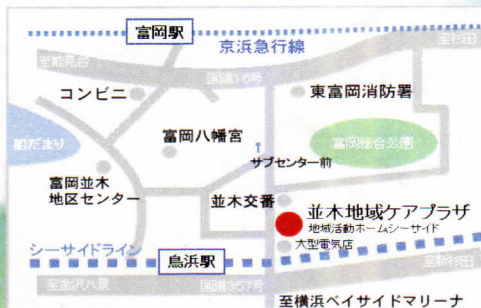 富岡駅
京浜急行線
至杉田
至能見台
国道16号
コンビニ
東富岡消防署
富岡八幡宮
船だまり
富岡総合公園
サブセンター前
富岡並木
地区センター
並木交番
並木地域ケアプラザ
地域活動ホームシーサイド
大型電気店
シーサイドライン
鳥浜駅
至新杉田
至金沢八景
国道357号
至横浜ベイサイドマリーナ